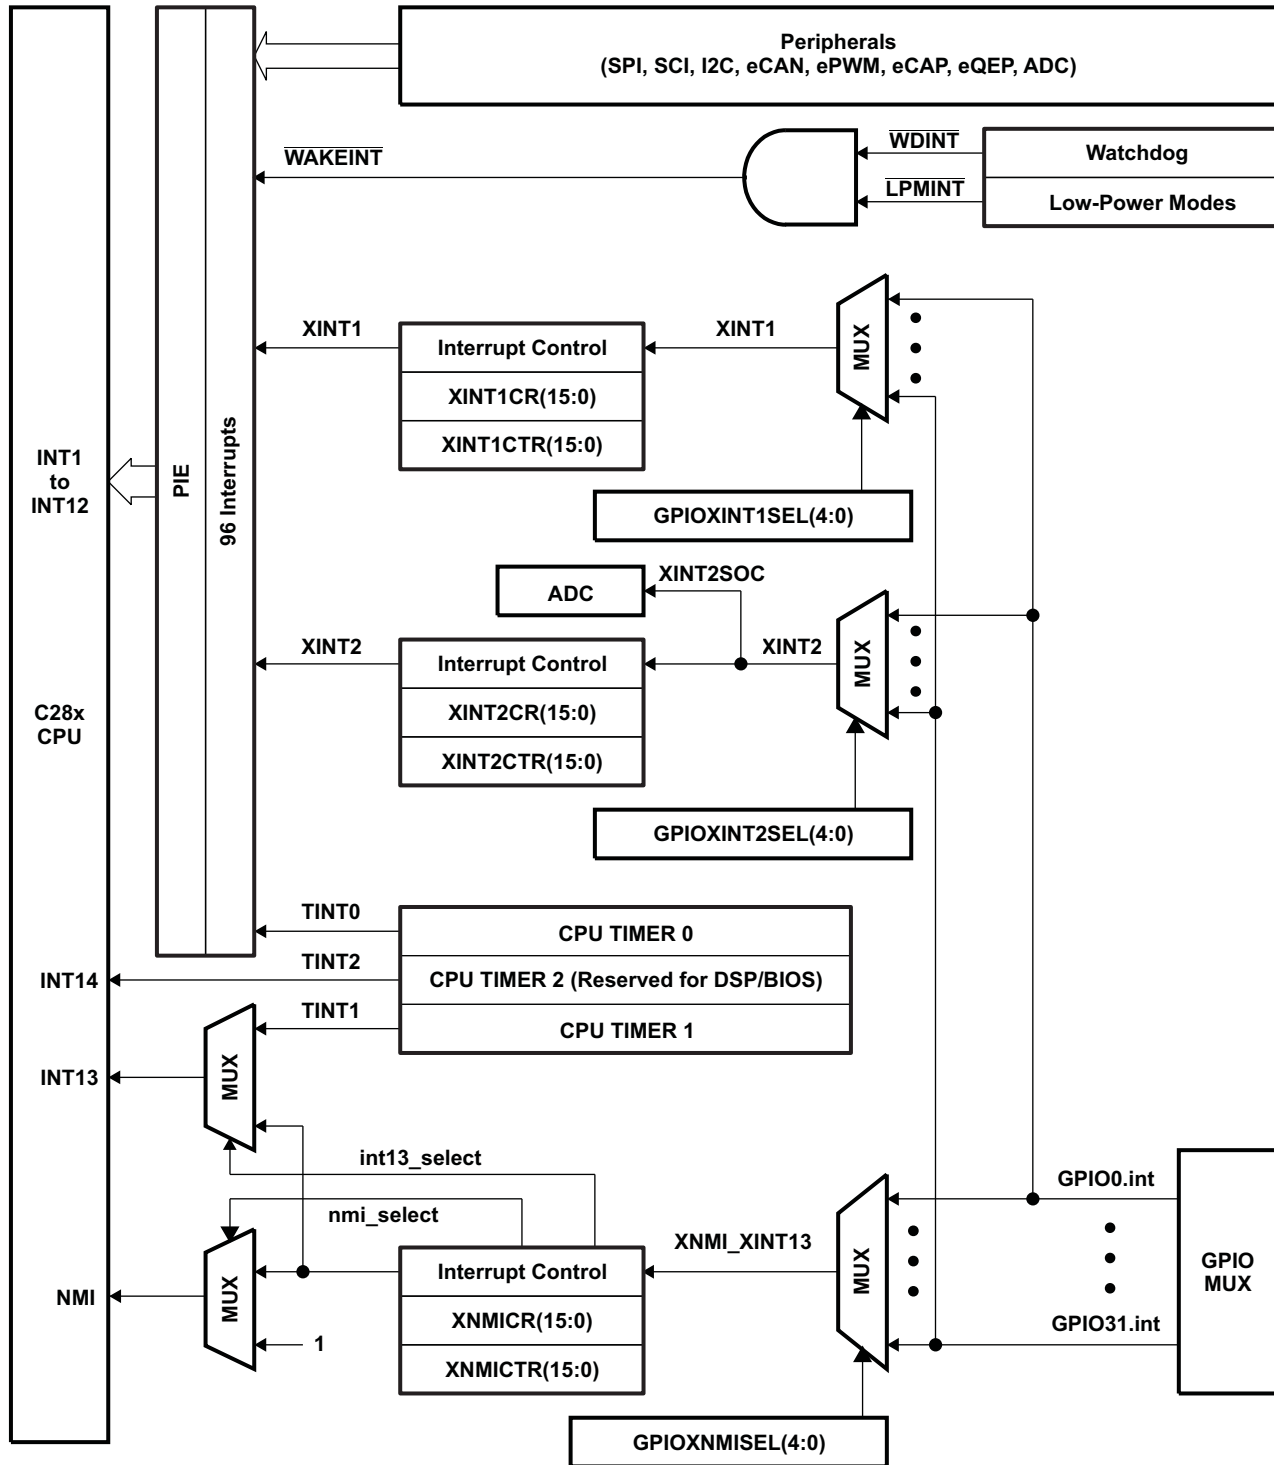 Peripherals
(SPI, SCI, I2C, eCAN, ePWM, eCAP, eQEP, ADC)
WDINT
Watchdog
WAKEINT
LPMINT
Low-Power Modes
XINT1
Interrupt Control
XINT1
MUX
XINT1CR(15:0)
XINT1CTR(15:0)
INT1
to
INT12
PIE
96 Interrupts
GPIOXINT1SEL(4:0)
XINT2SOC
ADC
XINT2
Interrupt Control
XINT2
MUX
C28x
CPU
XINT2CR(15:0)
XINT2CTR(15:0)
GPIOXINT2SEL(4:0)
TINT0
CPU TIMER 0
INT14
TINT2
CPU TIMER 2 (Reserved for DSP/BIOS)
TINT1
CPU TIMER 1
INT13
MUX
int13_select
nmi_select
GPIO0.int
XNMI_XINT13
MUX
GPIO
MUX
NMI
MUX
Interrupt Control
XNMICR(15:0)
GPIO31.int
1
XNMICTR(15:0)
GPIOXNMISEL(4:0)